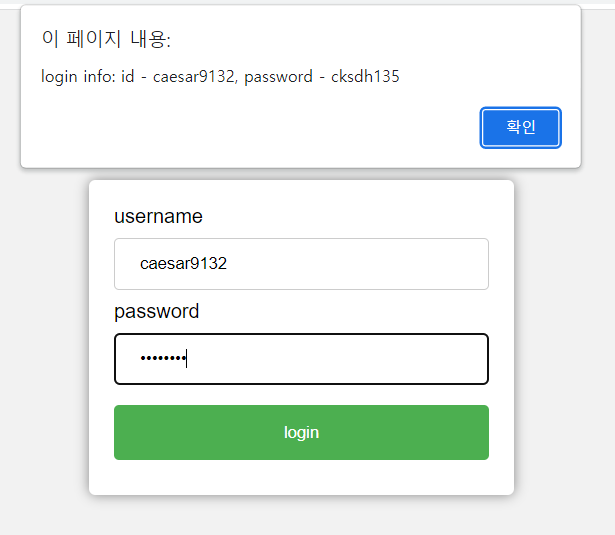 이 페이지 내용:
login info: id - caesar9132, password - cksdh135
확인
username
caesar9132
password
••••••••
login